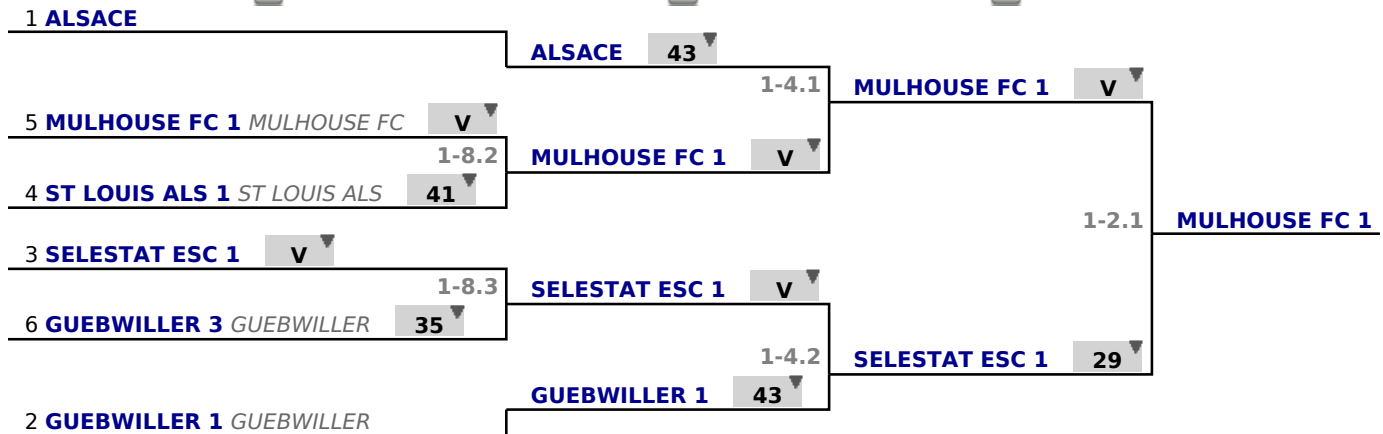 1 ALSACE
ALSACE 43
1-4.1
MULHOUSE FC 1 V
5 MULHOUSE FC 1 MULHOUSE FC V
1-8.2
MULHOUSE FC 1 V
4 ST LOUIS ALS 1 ST LOUIS ALS 41
1-2.1
MULHOUSE FC 1
3 SELESTAT ESC 1 V
1-8.3
SELESTAT ESC 1 V
6 GUEBWILLER 3 GUEBWILLER 35
1-4.2
SELESTAT ESC 1 29
GUEBWILLER 1 43
2 GUEBWILLER 1 GUEBWILLER